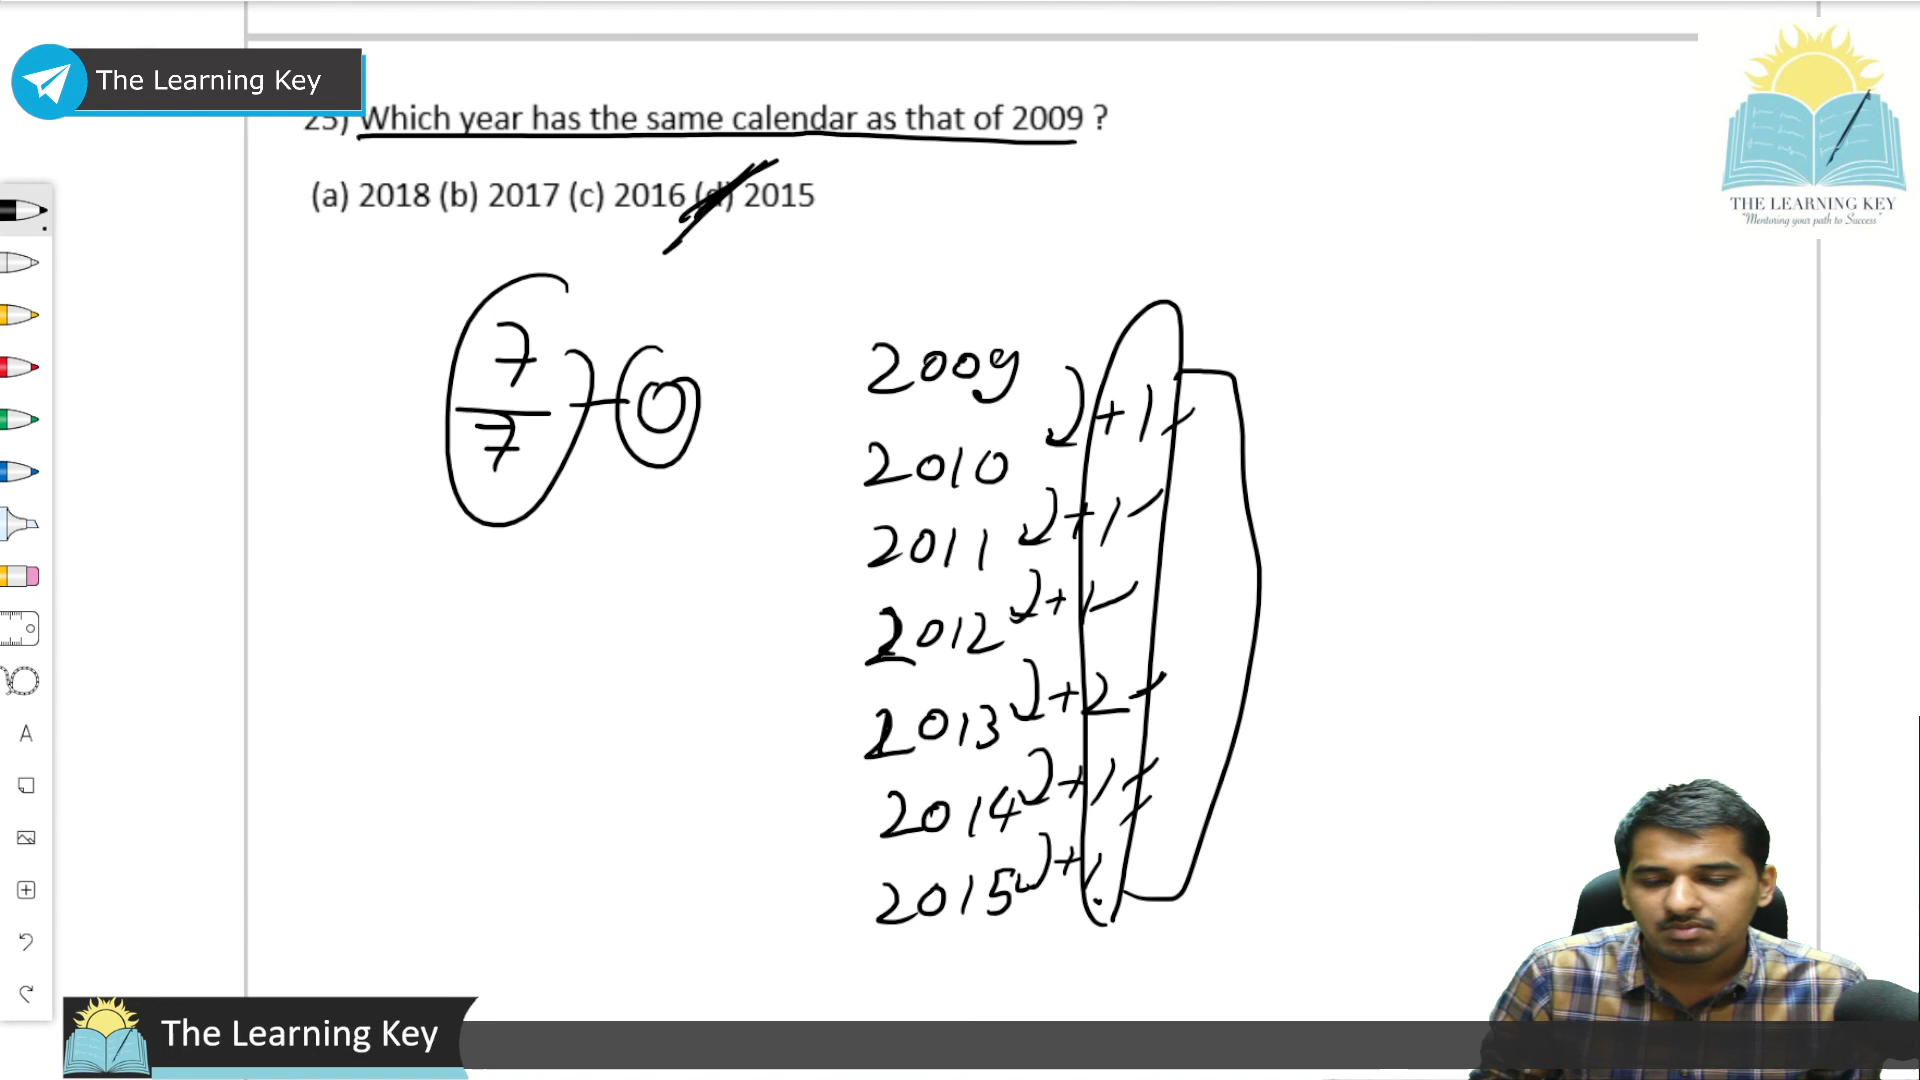 The Learning Key
25) Which year has the same calendar as that of 2009 ?
(a) 2018 (b) 2017 (c) 2016 (d) 2015
THE LEARNING KEY
"Mentoring your path to Success"
7
7
0
2009
+1
2010
+1
2011
+1
2012
+2
2013
+1
2014
+1
2015
A
The Learning Key